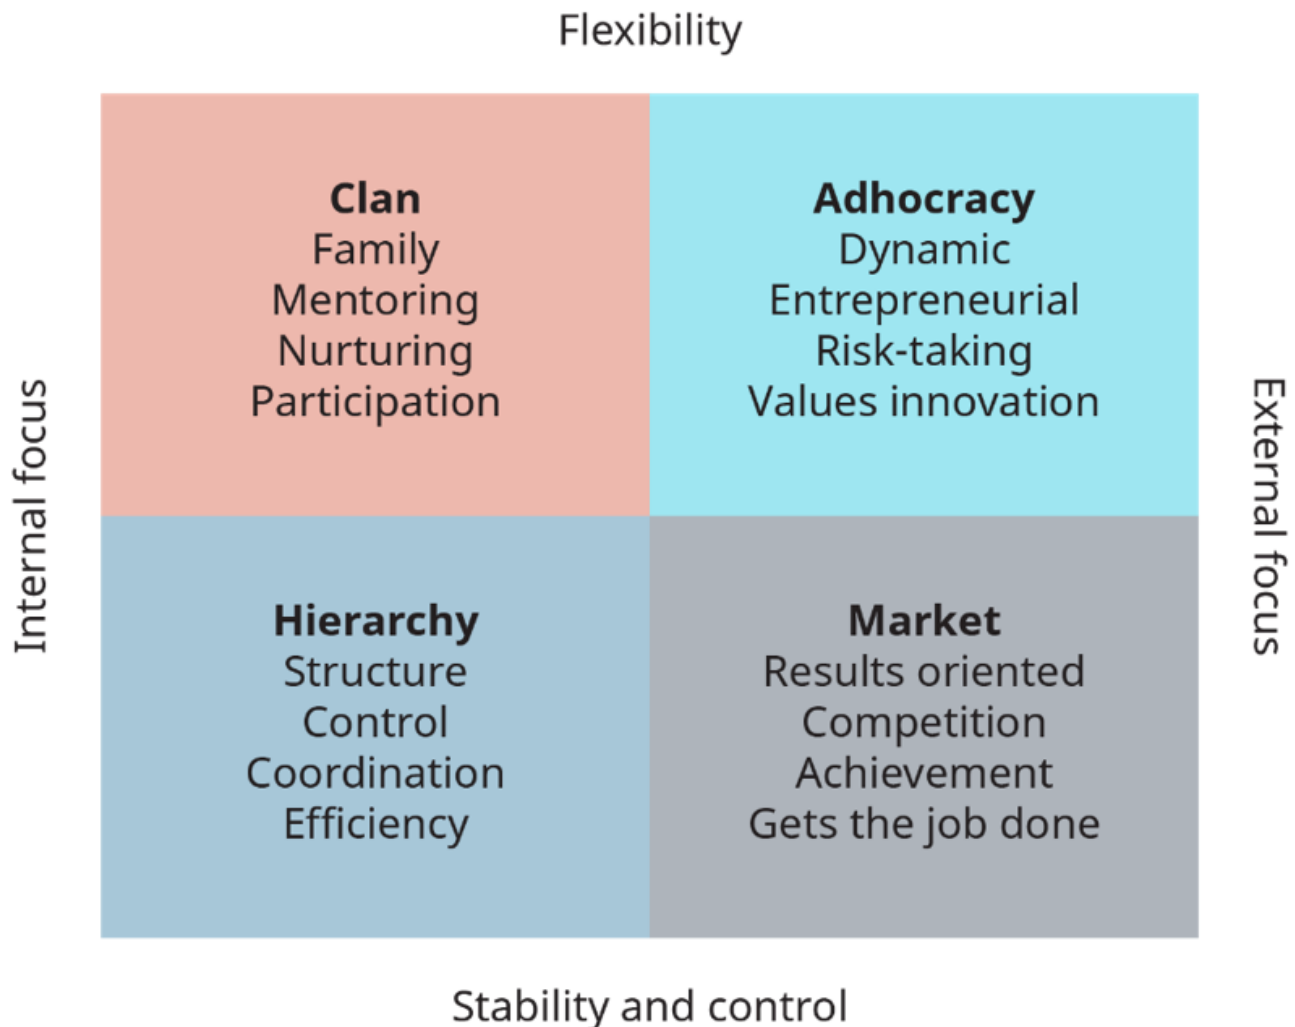 Flexibility
Clan
Family
Mentoring
Nurturing
Participation
Adhocracy
Dynamic
Entrepreneurial
Risk-taking
Values innovation
Internal focus
External focus
Hierarchy
Structure
Control
Coordination
Efficiency
Market
Results oriented
Competition
Achievement
Gets the job done
Stability and control